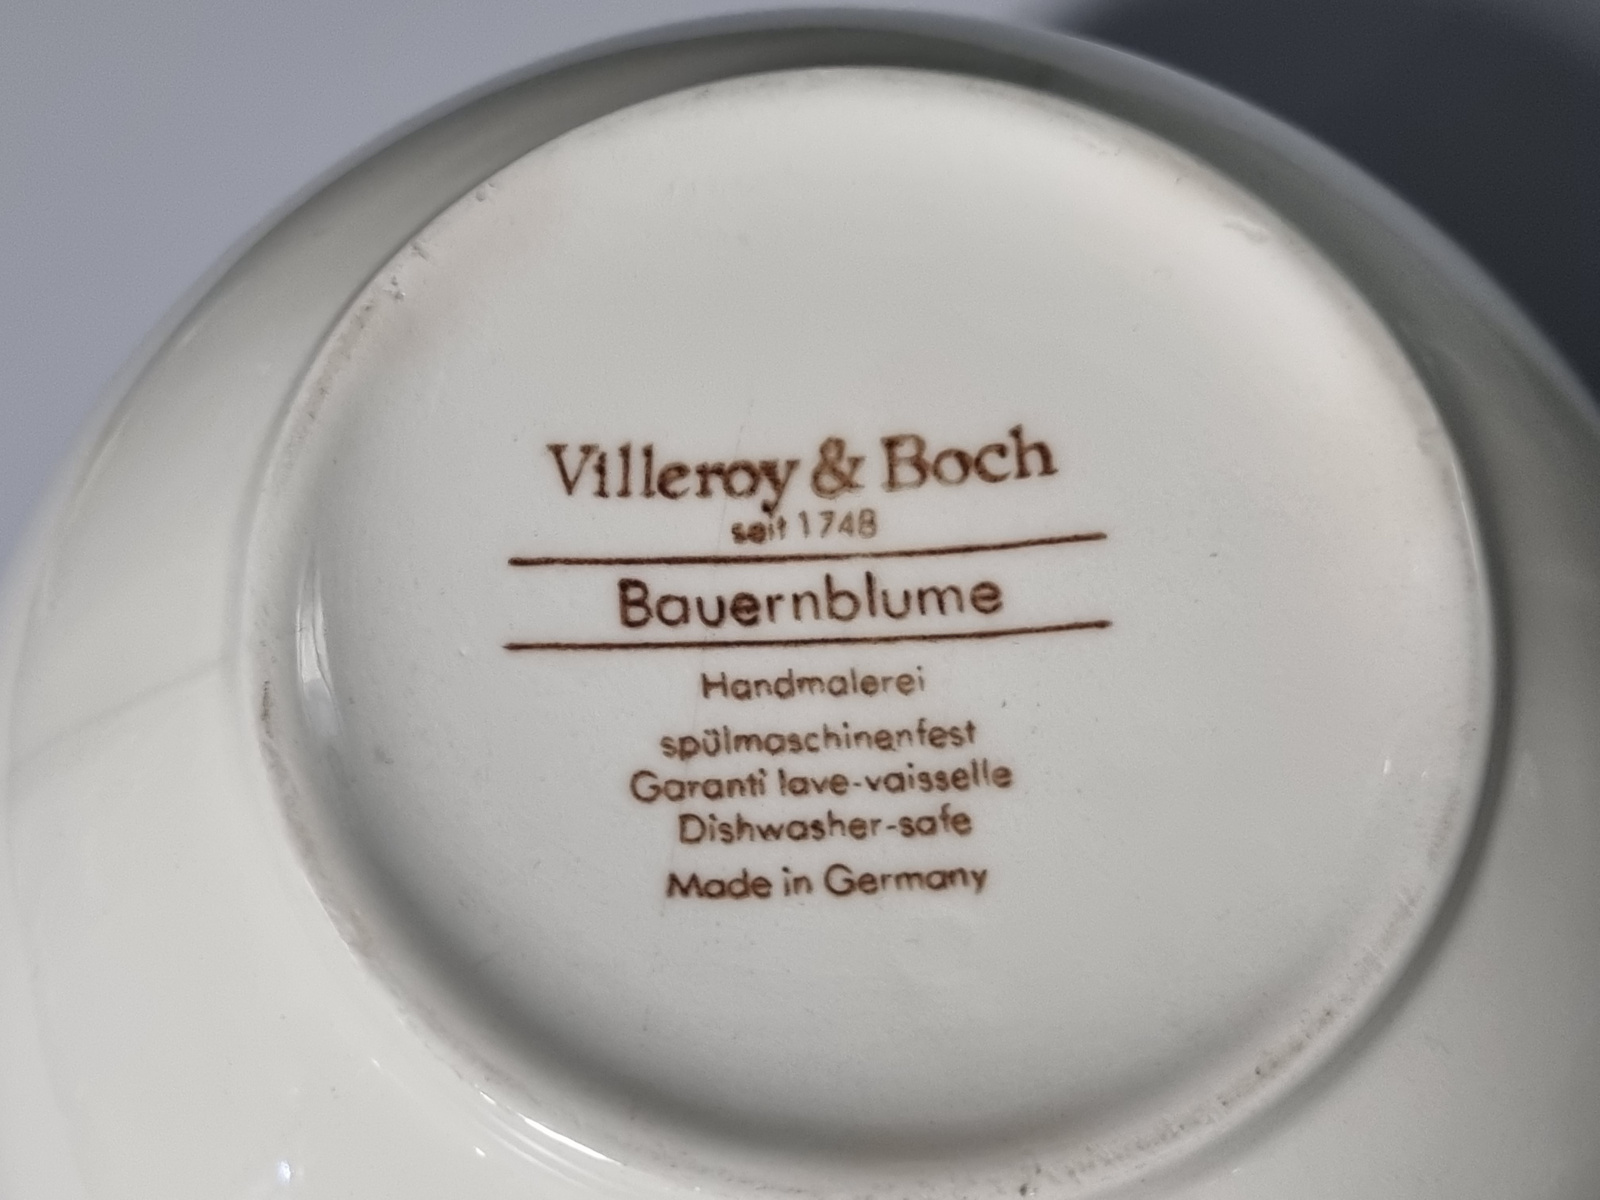 Villeroy & Boch
seit 1748
Bauernblume
Handmalerei
spülmaschinenfest
Garanti lave-vaisselle
Dishwasher-safe
Made in Germany